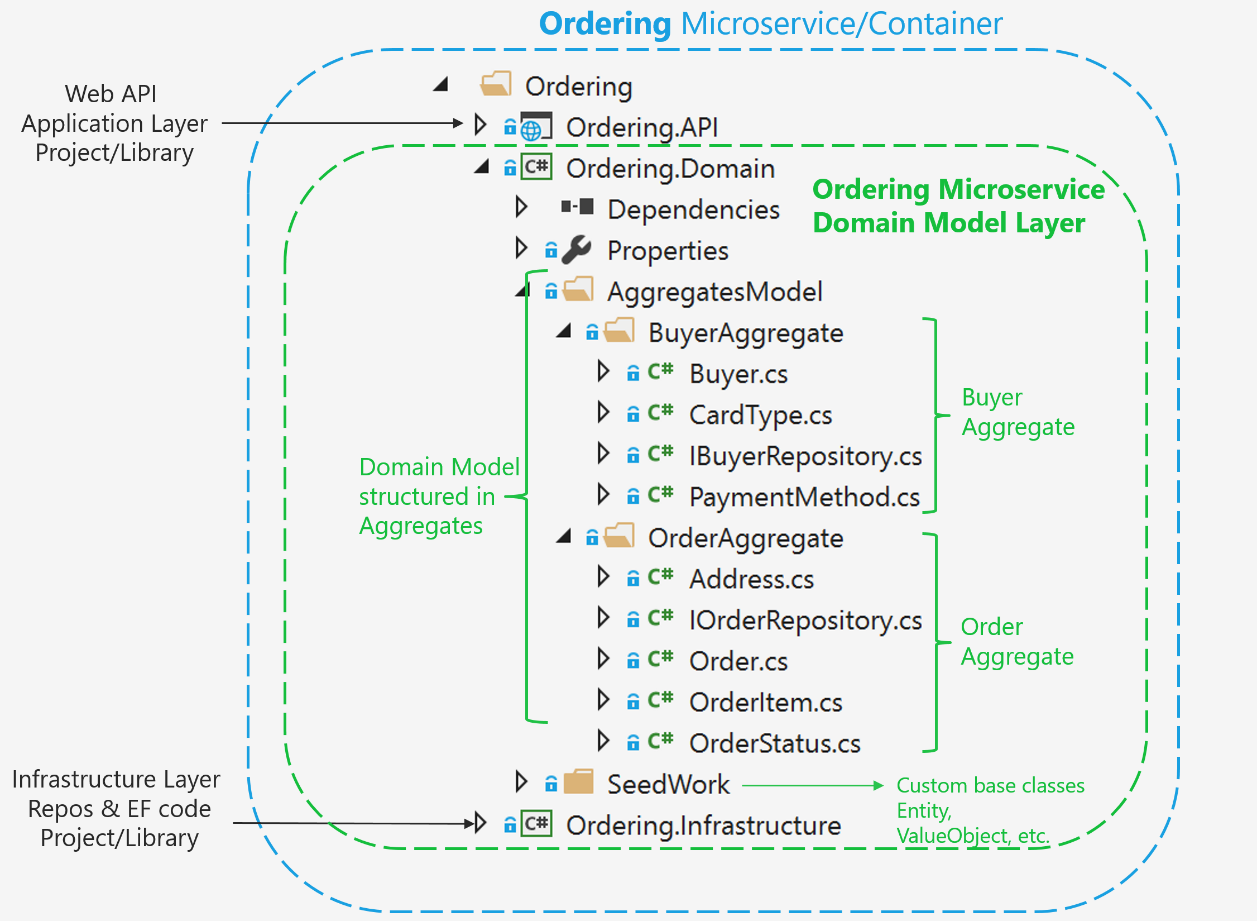 Ordering Microservice/Container
Ordering
Web API
Application Layer
Project/Library
Ordering.API
C# Ordering.Domain
Ordering Microservice
Domain Model Layer
Dependencies
Properties
AggregatesModel
BuyerAggregate
C# Buyer.cs
C# CardType.cs
C# IBuyerRepository.cs
C# PaymentMethod.cs
Buyer
Aggregate
Domain Model
structured in
Aggregates
OrderAggregate
C# Address.cs
C# IOrderRepository.cs
C# Order.cs
C# OrderItem.cs
C# OrderStatus.cs
Order
Aggregate
SeedWork
Custom base classes
Entity,
ValueObject, etc.
Infrastructure Layer
Repos & EF code
Project/Library
C# Ordering.Infrastructure